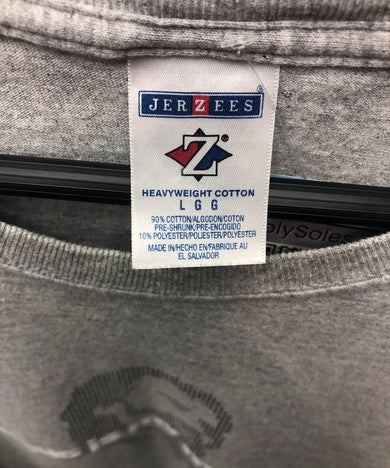 JERZEES
Z®
HEAVYWEIGHT COTTON
L G G
90% COTTON/ALGODON/COTON
PRE-SHRUNK/PRE-ENCOGIDO
10% POLYESTER/POLIESTER/POLYESTER
MADE IN/HECHO EN/FABRIQUE AU
EL SALVADOR
olySoles